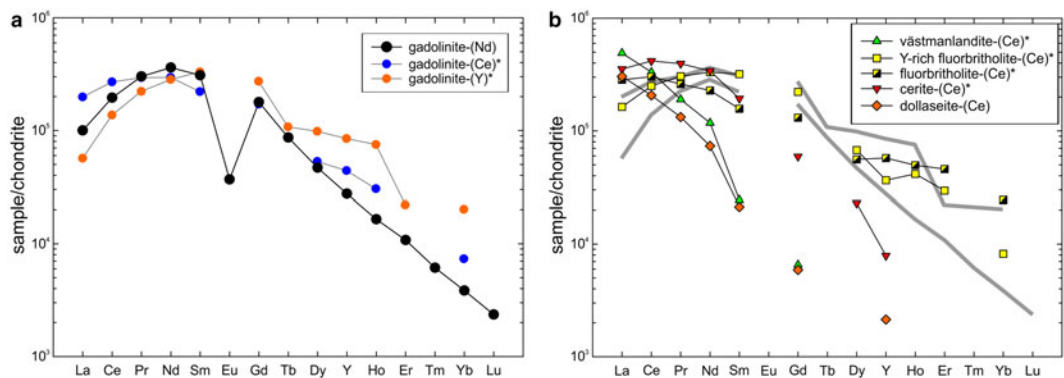 a
10⁶
10⁵
10⁴
10³
sample/chondrite
gadolinite-(Nd)
gadolinite-(Ce)*
gadolinite-(Y)*
La Ce Pr Nd Sm Eu Gd Tb Dy Y Ho Er Tm Yb Lu
b
10⁶
10⁵
10⁴
10³
sample/chondrite
västmanlandite-(Ce)*
Y-rich fluorbritholite-(Ce)*
fluorbritholite-(Ce)*
cerite-(Ce)*
dollaseite-(Ce)
La Ce Pr Nd Sm Eu Gd Tb Dy Y Ho Er Tm Yb Lu